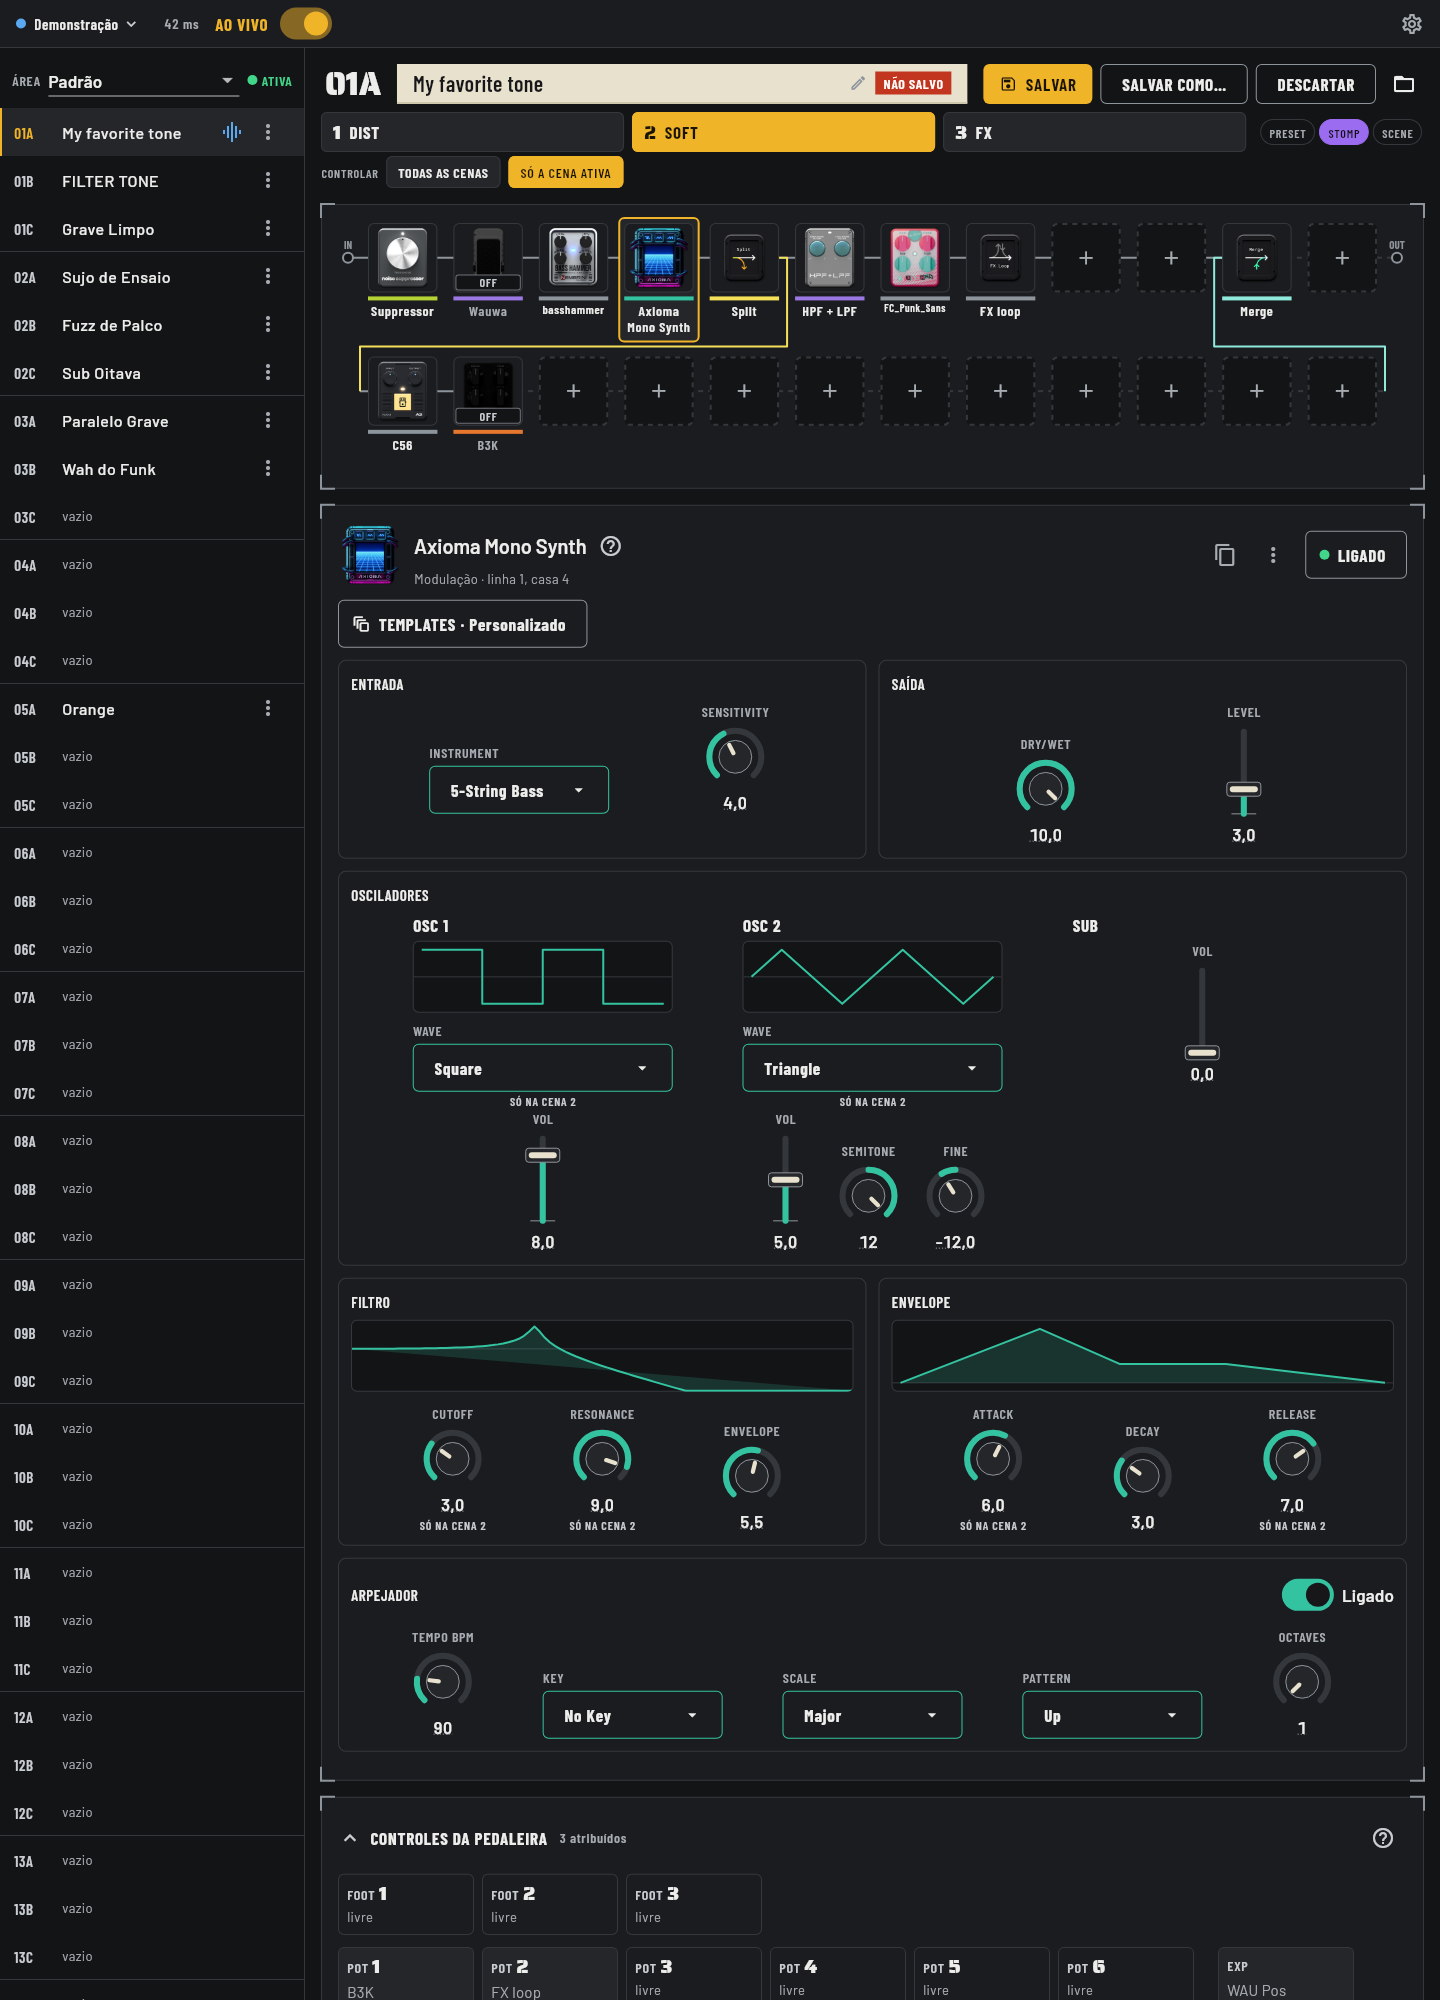 Demonstração
42 ms
AO VIVO
ÁREA
Padrão
ATIVA
01A My favorite tone
01B FILTER TONE
01C Grave Limpo
02A Sujo de Ensaio
02B Fuzz de Palco
02C Sub Oitava
03A Paralelo Grave
03B Wah do Funk
03C vazio
04A vazio
04B vazio
04C vazio
05A Orange
05B vazio
05C vazio
06A vazio
06B vazio
06C vazio
07A vazio
07B vazio
07C vazio
08A vazio
08B vazio
08C vazio
09A vazio
09B vazio
09C vazio
10A vazio
10B vazio
10C vazio
11A vazio
11B vazio
11C vazio
12A vazio
12B vazio
12C vazio
13A vazio
13B vazio
13C vazio
01A
My favorite tone
NÃO SALVO
SALVAR
SALVAR COMO...
DESCARTAR
1 DIST
2 SOFT
3 FX
PRESET
STOMP
SCENE
CONTROLAR
TODAS AS CENAS
SÓ A CENA ATIVA
IN
OFF
Split
HPF+LPF
FX Loop
Merge
OUT
Suppressor
Wauwa
basshammer
Axioma
Mono Synth
Split
HPF + LPF
FC_Punk_Sans
FX loop
Merge
OFF
C56
B3K
Axioma Mono Synth
Modulação · linha 1, casa 4
LIGADO
TEMPLATES · Personalizado
ENTRADA
INSTRUMENT
5-String Bass
SENSITIVITY
4,0
SAÍDA
DRY/WET
10,0
LEVEL
3,0
OSCILADORES
OSC 1
WAVE
Square
SÓ NA CENA 2
VOL
8,0
OSC 2
WAVE
Triangle
SÓ NA CENA 2
VOL
5,0
SEMITONE
12
FINE
-12,0
SUB
VOL
0,0
FILTRO
CUTOFF
3,0
SÓ NA CENA 2
RESONANCE
9,0
SÓ NA CENA 2
ENVELOPE
5,5
ENVELOPE
ATTACK
6,0
SÓ NA CENA 2
DECAY
3,0
RELEASE
7,0
SÓ NA CENA 2
ARPEJADOR
Ligado
TEMPO BPM
90
KEY
No Key
SCALE
Major
PATTERN
Up
OCTAVES
1
CONTROLES DA PEDALEIRA
3 atribuídos
FOOT 1
livre
FOOT 2
livre
FOOT 3
livre
POT 1
B3K
POT 2
FX loop
POT 3
livre
POT 4
livre
POT 5
livre
POT 6
livre
EXP
WAU Pos